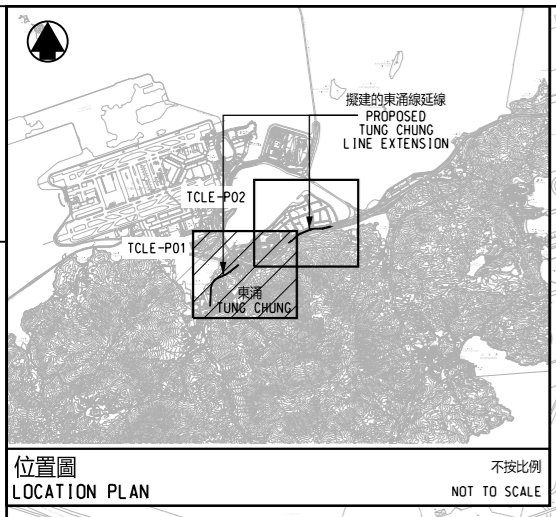 擬建的東涌線延線
PROPOSED
TUNG CHUNG
LINE EXTENSION
TCLE-P02
TCLE-P01
東涌
TUNG CHUNG
位置圖
LOCATION PLAN
不按比例
NOT TO SCALE